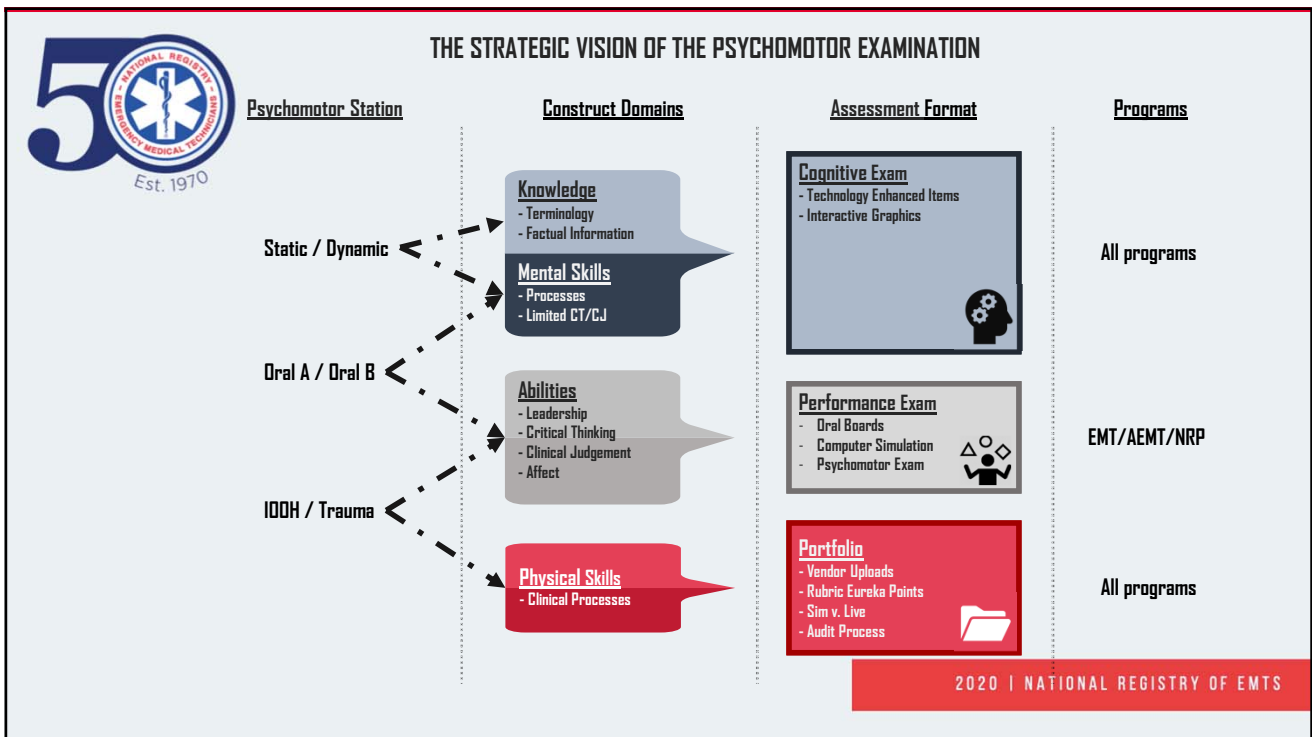 50
NATIONAL REGISTRY
EMERGENCY MEDICAL TECHNICIANS
Est. 1970
THE STRATEGIC VISION OF THE PSYCHOMOTOR EXAMINATION
Psychomotor Station
Construct Domains
Assessment Format
Programs
Static / Dynamic
Oral A / Oral B
IOOH / Trauma
Knowledge
- Terminology
- Factual Information
Mental Skills
- Processes
- Limited CT/CJ
Abilities
- Leadership
- Critical Thinking
- Clinical Judgement
- Affect
Physical Skills
- Clinical Processes
Cognitive Exam
- Technology Enhanced Items
- Interactive Graphics
Performance Exam
- Oral Boards
- Computer Simulation
- Psychomotor Exam
Portfolio
- Vendor Uploads
- Rubric Eureka Points
- Sim v. Live
- Audit Process
All programs
EMT/AEMT/NRP
All programs
2020 | NATIONAL REGISTRY OF EMTS